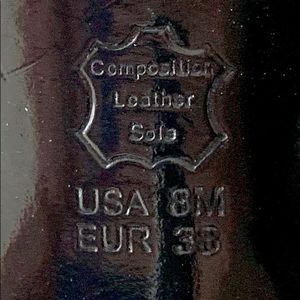 Composition
Leather
Sole
USA 8M
EUR 38